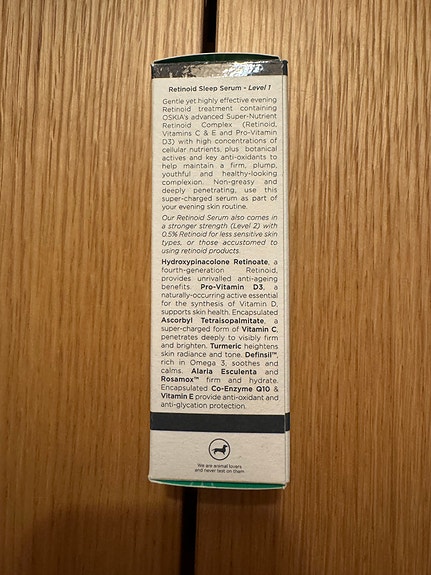 Retinoid Sleep Serum - Level 1
Gentle yet highly effective evening
Retinoid treatment containing
OSKIA's advanced Super-Nutrient
Retinoid Complex (Retinoid,
Vitamins C & E and Pro-Vitamin
D3) with high concentrations of
cellular nutrients, plus botanical
actives and key anti-oxidants to
help maintain a firm, plump,
youthful and healthy-looking
complexion. Non-greasy and
deeply penetrating, use this
super-charged serum as part of
your evening skin routine.
Our Retinoid Serum also comes in
a stronger strength (Level 2) with
0.5% Retinoid for less sensitive skin
types, or those accustomed to
using retinoid products.
Hydroxypinacolone Retinoate, a
fourth-generation Retinoid,
provides unrivalled anti-ageing
benefits. Pro-Vitamin D3, a
naturally-occurring active essential
for the synthesis of Vitamin D,
supports skin health. Encapsulated
Ascorbyl Tetraisopalmitate, a
super-charged form of Vitamin C,
penetrates deeply to visibly firm
and brighten. Turmeric heightens
skin radiance and tone. Definsil™,
rich in Omega 3, soothes and
calms. Alaria Esculenta and
Rosamox™ firm and hydrate.
Encapsulated Co-Enzyme Q10 &
Vitamin E provide anti-oxidant and
anti-glycation protection.
We are animal lovers
and never test on them